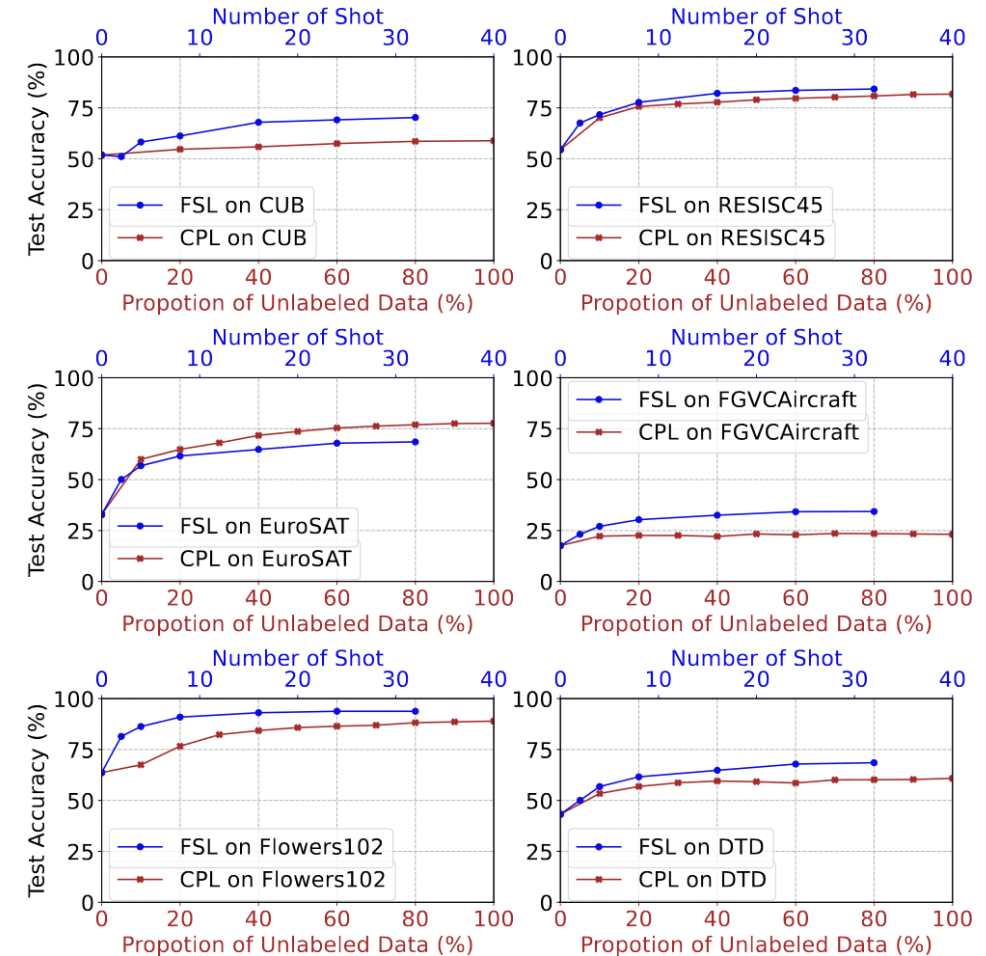 Number of Shot Number of Shot
0 10 20 30 40 0 10 20 30 40
Test Accuracy (%)
100 100
75 75
50 50
25 25
0 0
FSL on CUB FSL on RESISC45
CPL on CUB CPL on RESISC45
0 20 40 60 80 100 0 20 40 60 80 100
Propotion of Unlabeled Data (%) Propotion of Unlabeled Data (%)
Number of Shot Number of Shot
0 10 20 30 40 0 10 20 30 40
Test Accuracy (%)
100 100
75 75
50 50
25 25
0 0
FSL on EuroSAT FSL on FGVCAircraft
CPL on EuroSAT CPL on FGVCAircraft
0 20 40 60 80 100 0 20 40 60 80 100
Propotion of Unlabeled Data (%) Propotion of Unlabeled Data (%)
Number of Shot Number of Shot
0 10 20 30 40 0 10 20 30 40
Test Accuracy (%)
100 100
75 75
50 50
25 25
0 0
FSL on Flowers102 FSL on DTD
CPL on Flowers102 CPL on DTD
0 20 40 60 80 100 0 20 40 60 80 100
Propotion of Unlabeled Data (%) Propotion of Unlabeled Data (%)